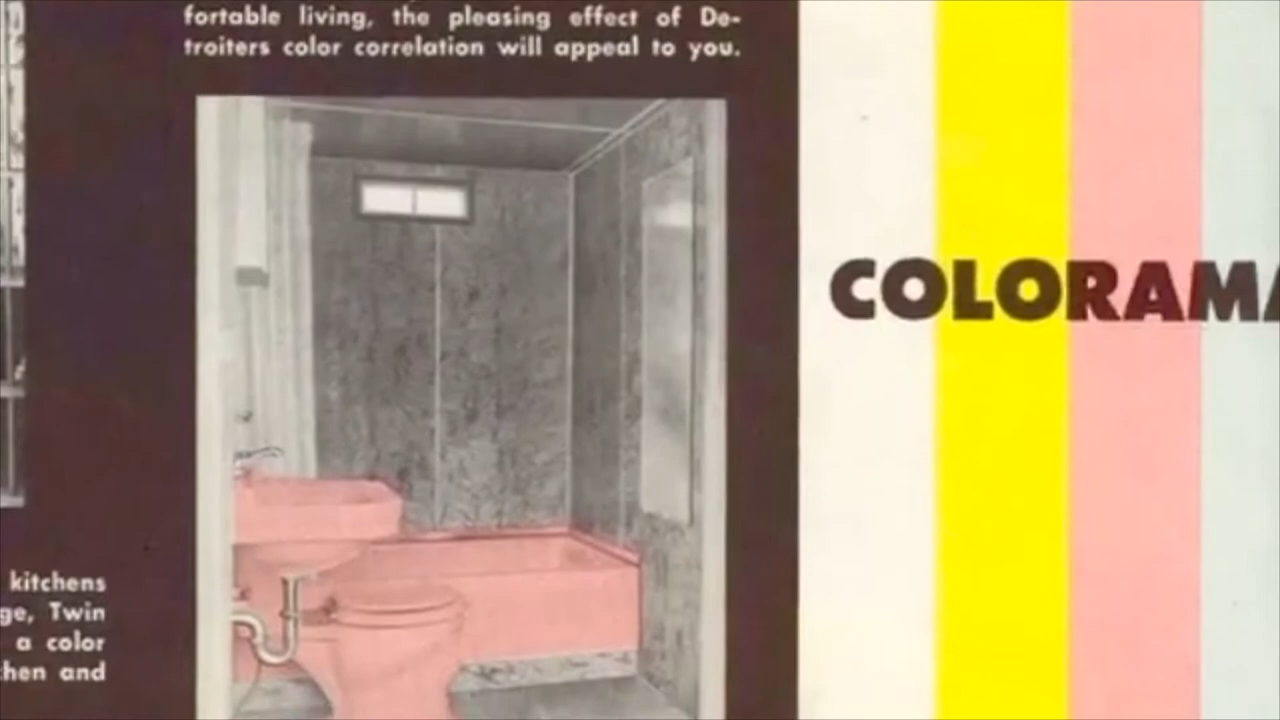 fortable living, the pleasing effect of De-
troiters color correlation will appeal to you.
COLORAMA
kitchens
ge, Twin
a color
chen and